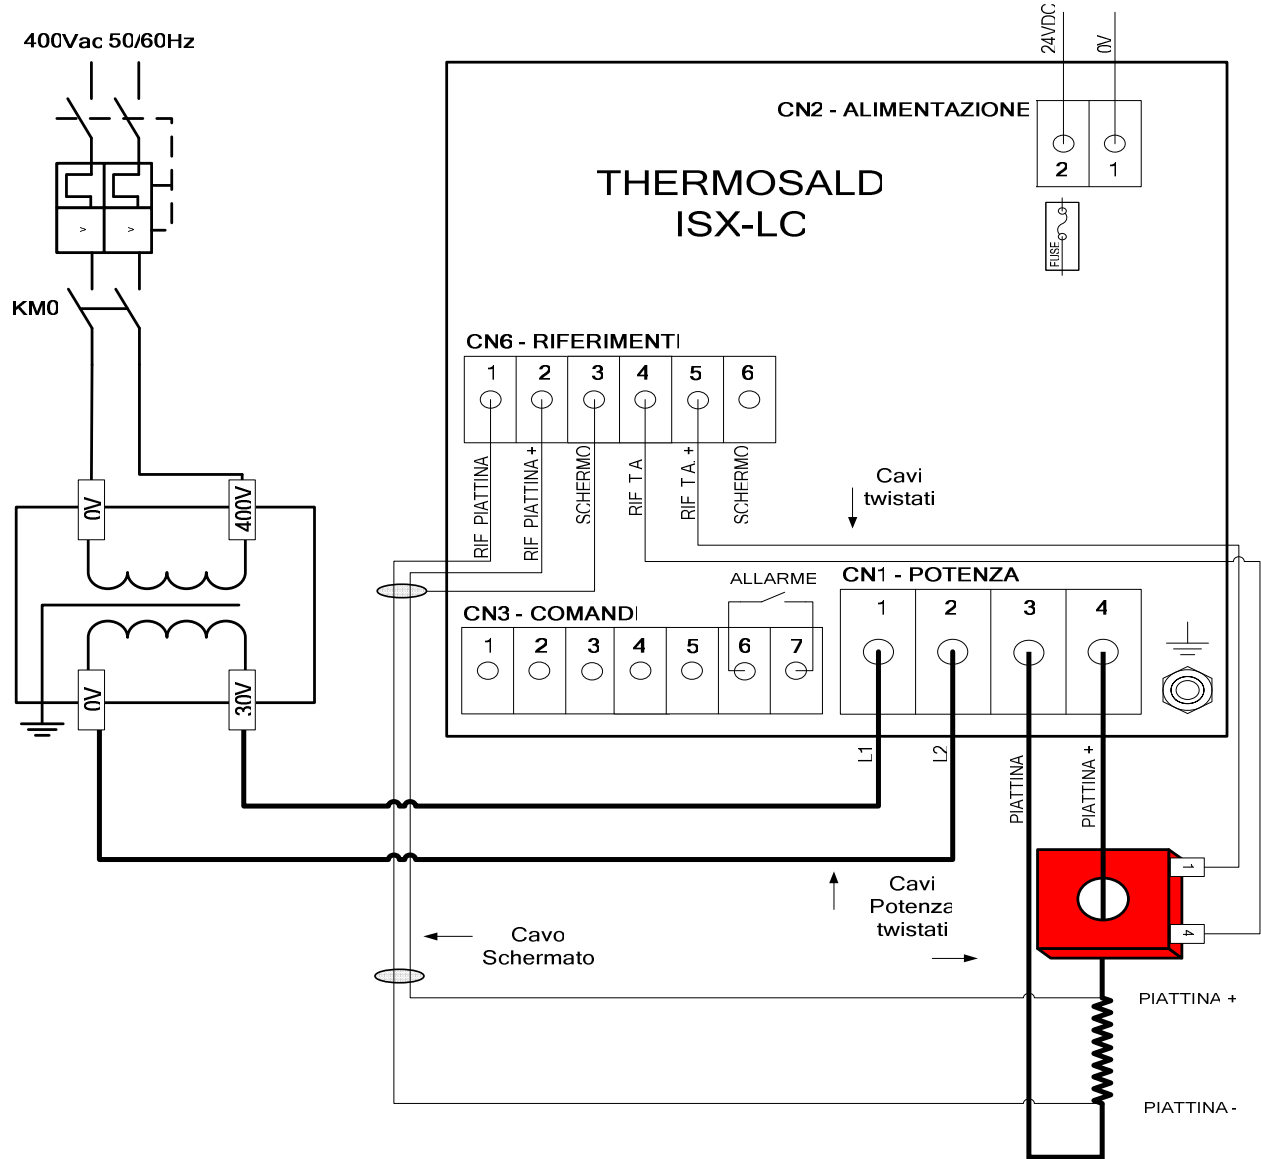 400Vac 50/60Hz
24VDC
0V
CN2 - ALIMENTAZIONE
2
1
THERMOSALD
ISX-LC
FUSE
>
>
KM0
CN6 - RIFERIMENTI
1
2
3
4
5
6
RIF PIATTINA
RIF PIATTINA +
SCHERMO
RIF T.A
RIF T.A. +
SCHERMO
Cavi
twistati
0V
400V
ALLARME
CN1 - POTENZA
1
2
3
4
CN3 - COMANDI
1
2
3
4
5
6
7
0V
30V
L1
L2
PIATTINA
PIATTINA +
1
4
Cavi
Potenza
twistati
Cavo
Schermato
PIATTINA +
PIATTINA -